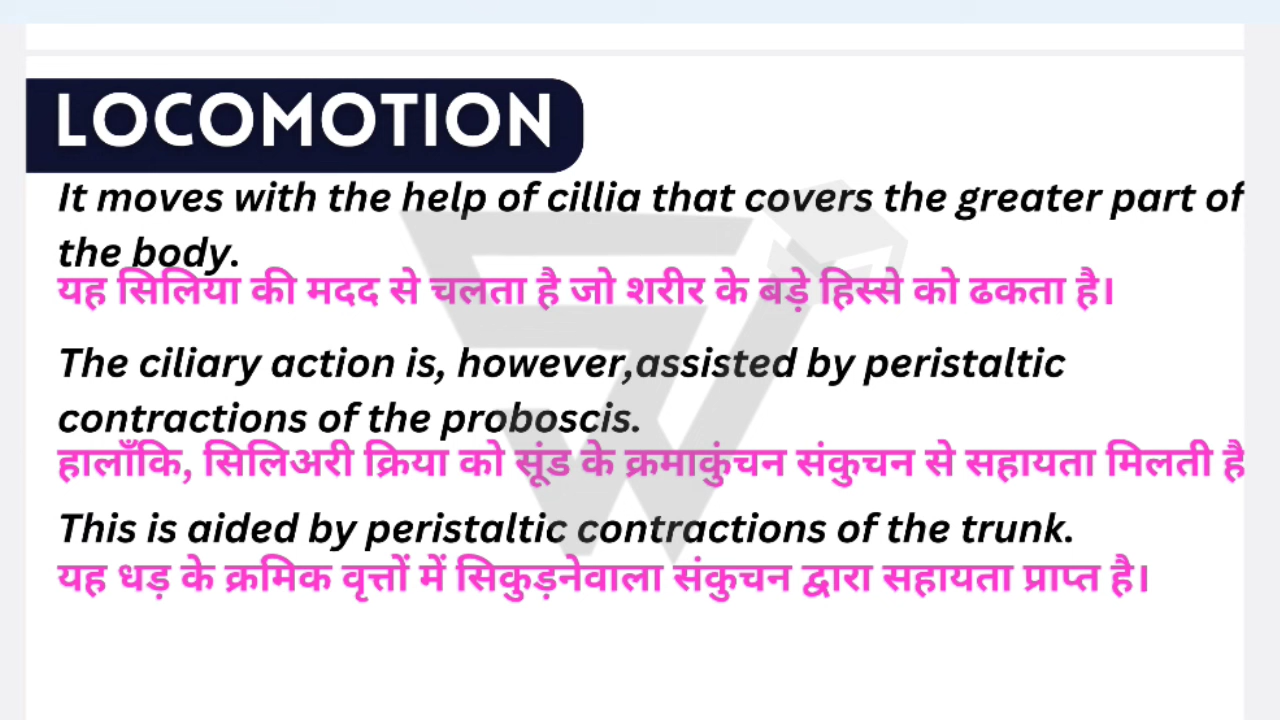 LOCOMOTION
It moves with the help of cillia that covers the greater part of
the body.
यह सिलिया की मदद से चलता है जो शरीर के बड़े हिस्से को ढकता है।
The ciliary action is, however,assisted by peristaltic
contractions of the proboscis.
हालाँकि, सिलिअरी क्रिया को सूंड के क्रमाकुंचन संकुचन से सहायता मिलती है
This is aided by peristaltic contractions of the trunk.
यह धड़ के क्रमिक वृत्तों में सिकुड़नेवाला संकुचन द्वारा सहायता प्राप्त है।